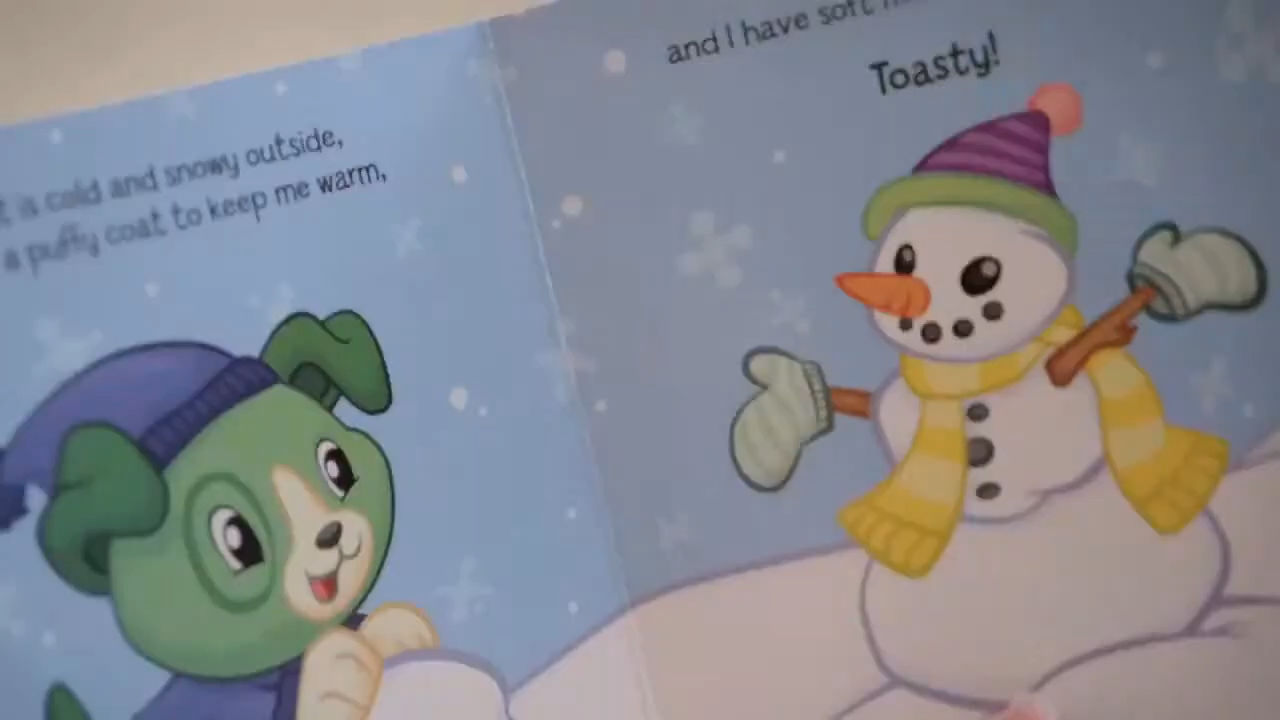 is cold and snowy outside,
a puffy coat to keep me warm,
and I have soft
Toasty!